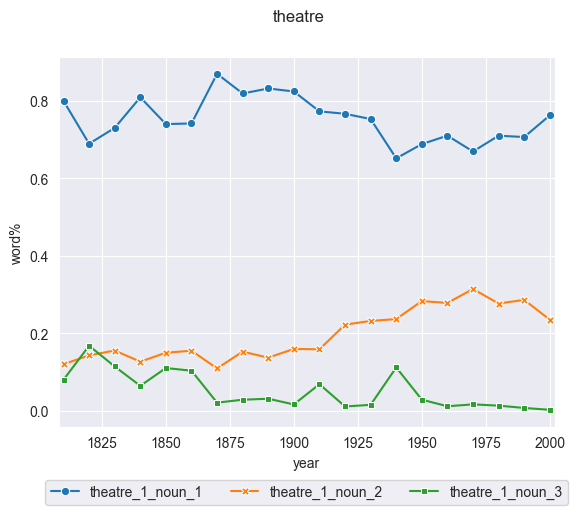 theatre
0.8
0.6
0.4
0.2
0.0
word%
1825 1850 1875 1900 1925 1950 1975 2000
year
theatre_1_noun_1 theatre_1_noun_2 theatre_1_noun_3